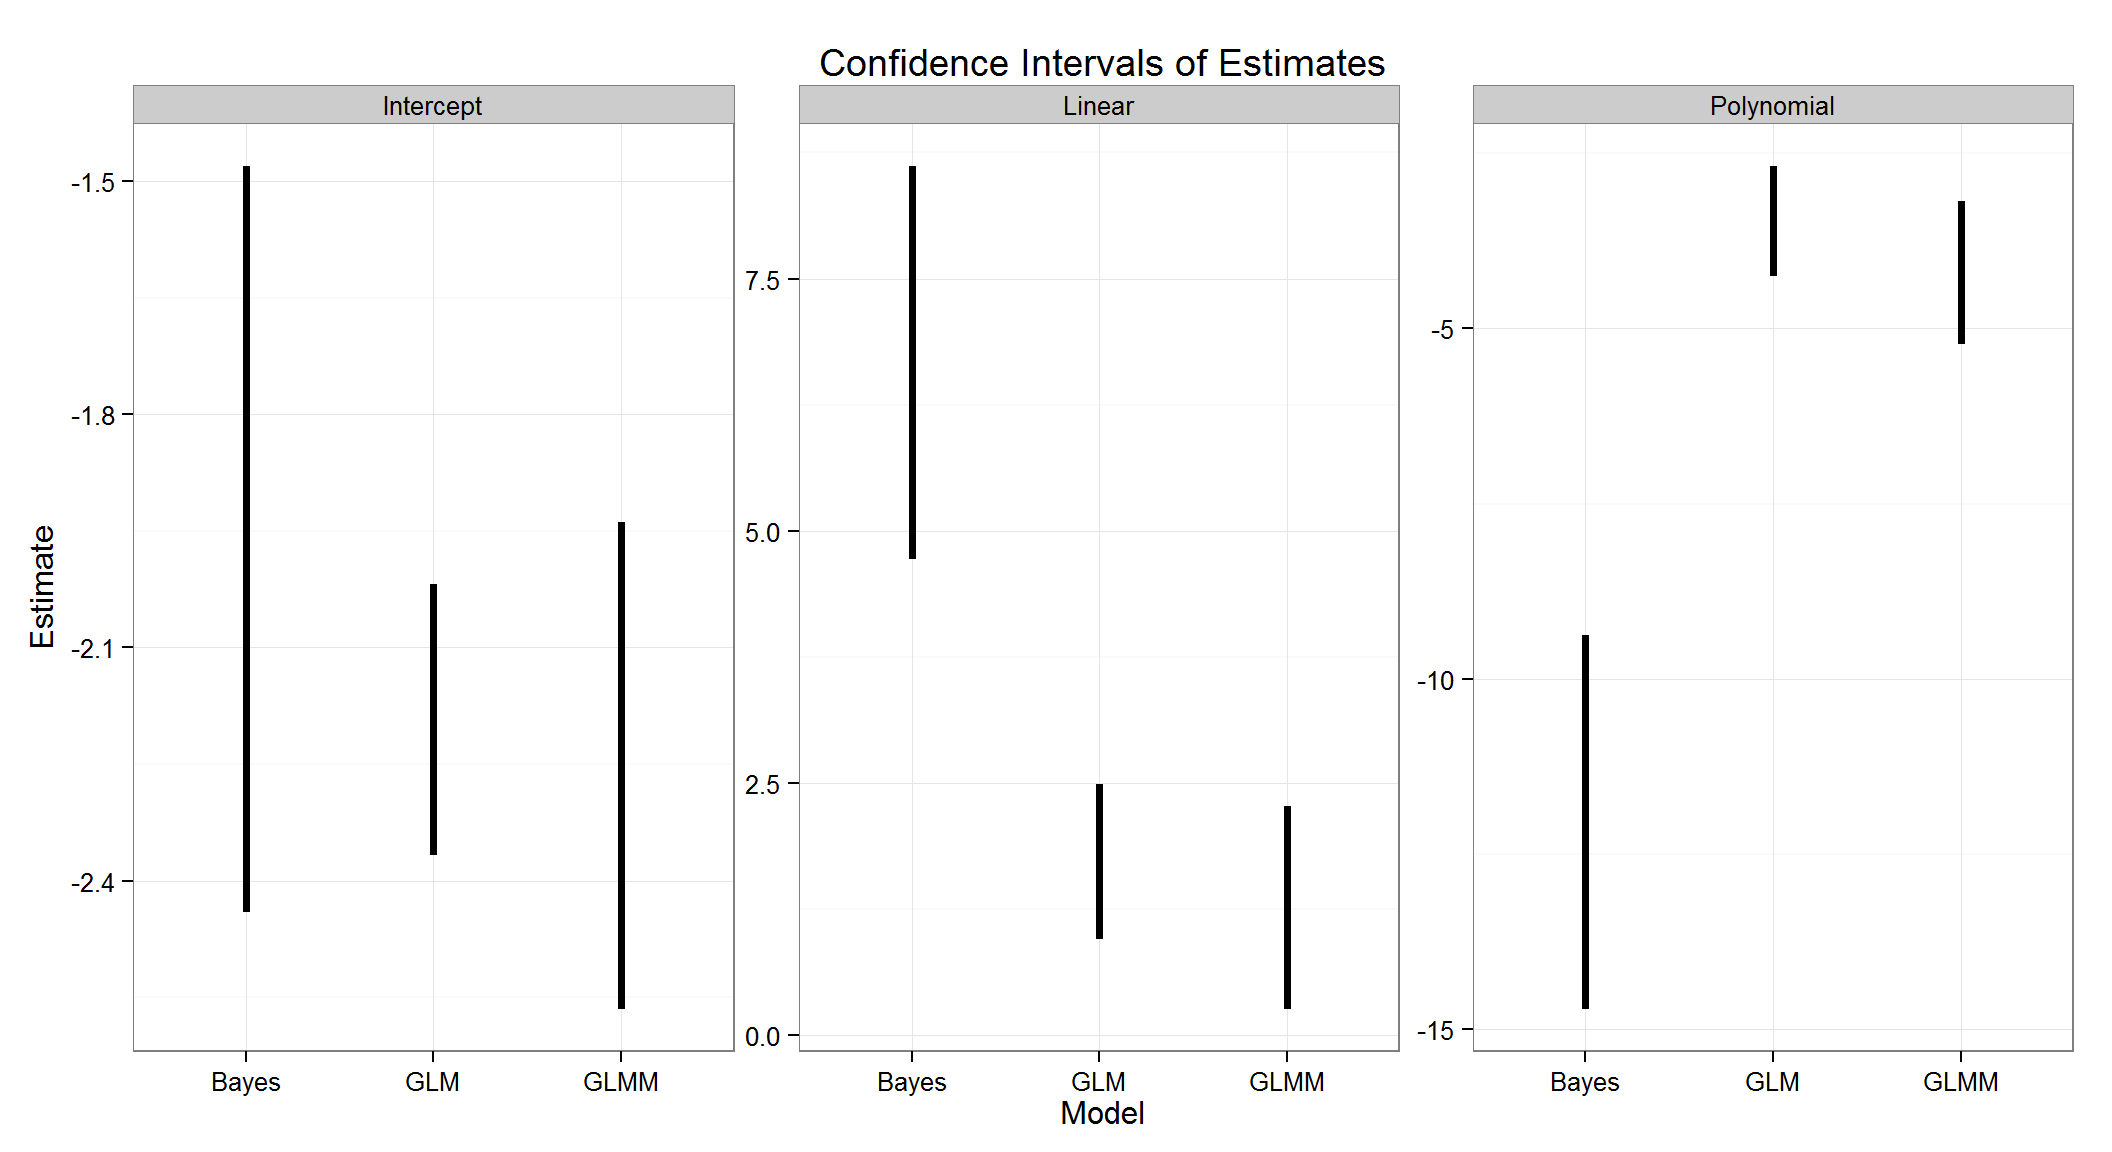 Confidence Intervals of Estimates
Intercept
Linear
Polynomial
Estimate
-1.5
-1.8
-2.1
-2.4
7.5
5.0
2.5
0.0
-5
-10
-15
Bayes GLM GLMM
Bayes GLM GLMM
Bayes GLM GLMM
Model